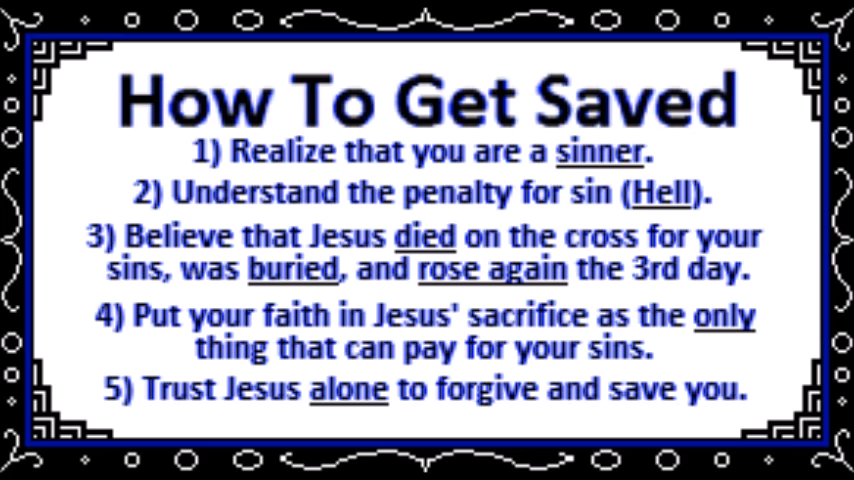 How To Get Saved
1) Realize that you are a sinner.
2) Understand the penalty for sin (Hell).
3) Believe that Jesus died on the cross for your
sins, was buried, and rose again the 3rd day.
4) Put your faith in Jesus' sacrifice as the only
thing that can pay for your sins.
5) Trust Jesus alone to forgive and save you.